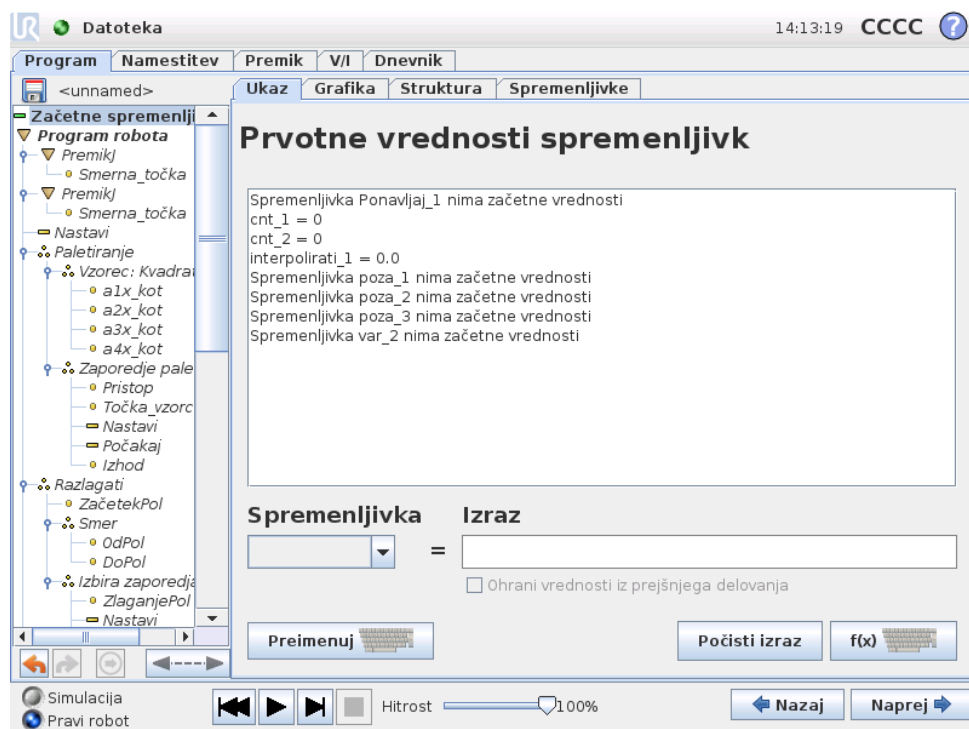 UR Datoteka 14:13:19 CCCC ?
Program Namestitev Premik V/I Dnevnik
<unnamed>
Ukaz Grafika Struktura Spremenljivke
Začetne spremenlji
Program robota
PremikJ
Smerna_točka
PremikJ
Smerna_točka
Nastavi
Paletiranje
Vzorec: Kvadrat
a1x_kot
a2x_kot
a3x_kot
a4x_kot
Zaporedje pale
Pristop
Točka_vzorc
Nastavi
Počakaj
Izhod
Razlagati
ZačetekPol
Smer
OdPol
DoPol
Izbira zaporedja
ZlaganjePol
Nastavi
Prvotne vrednosti spremenljivk
Spremenljivka Ponavljaj_1 nima začetne vrednosti
cnt_1 = 0
cnt_2 = 0
interpolirati_1 = 0.0
Spremenljivka poza_1 nima začetne vrednosti
Spremenljivka poza_2 nima začetne vrednosti
Spremenljivka poza_3 nima začetne vrednosti
Spremenljivka var_2 nima začetne vrednosti
Spremenljivka Izraz
=
Ohrani vrednosti iz prejšnjega delovanja
Preimenuj Počisti izraz f(x)
Simulacija
Pravi robot
Hitrost 100%
Nazaj Naprej